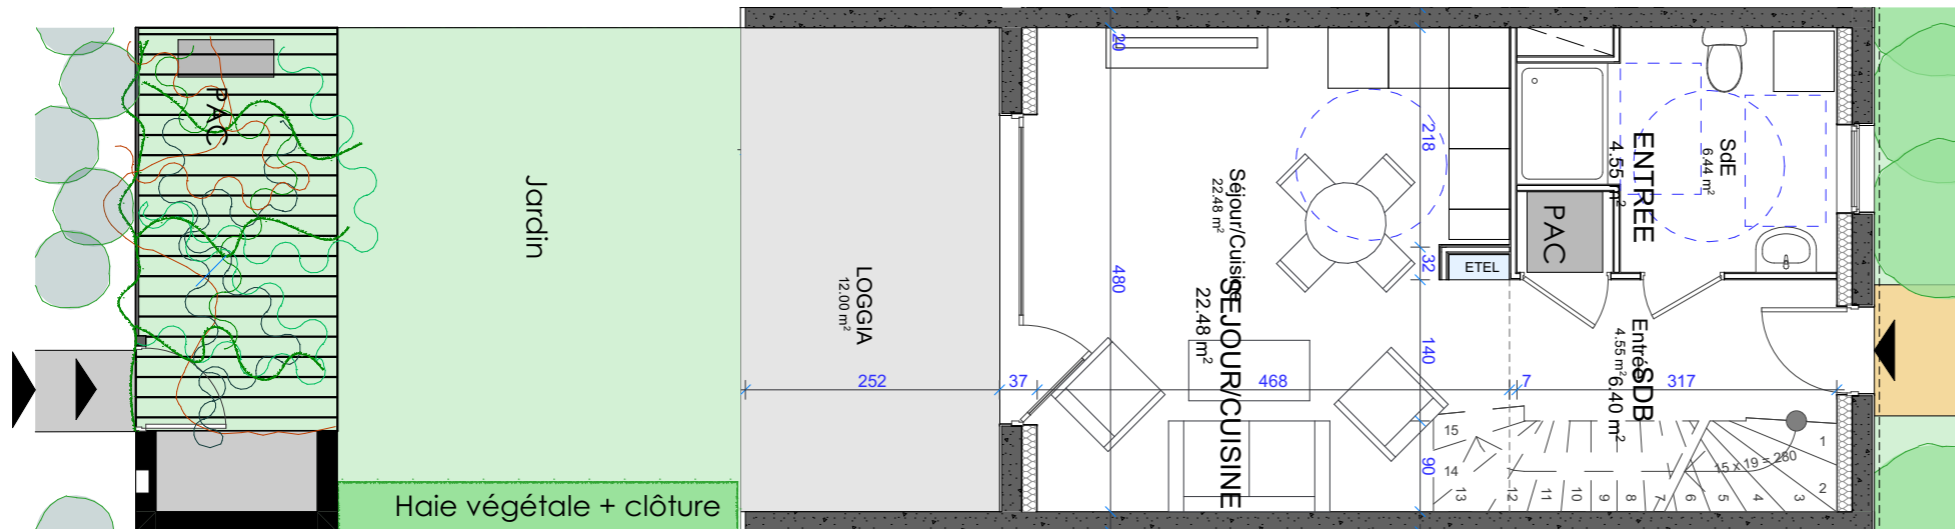 PAC
Jardin
Haie végétale + clôture
LOGGIA
12.00 m²
252
37
20
480
Séjour/Cuisine
22.48 m²
SEJOUR/CUISINE
22.48 m²
468
218
32
140
90
ETEL
7
PAC
ENTREE
4.55 m²
SdE
6.44 m²
Entrée
4.55 m²
SDB
6.40 m²
317
15 x 19 = 280
1
2
3
4
5
6
7
8
9
10
11
12
13
14
15